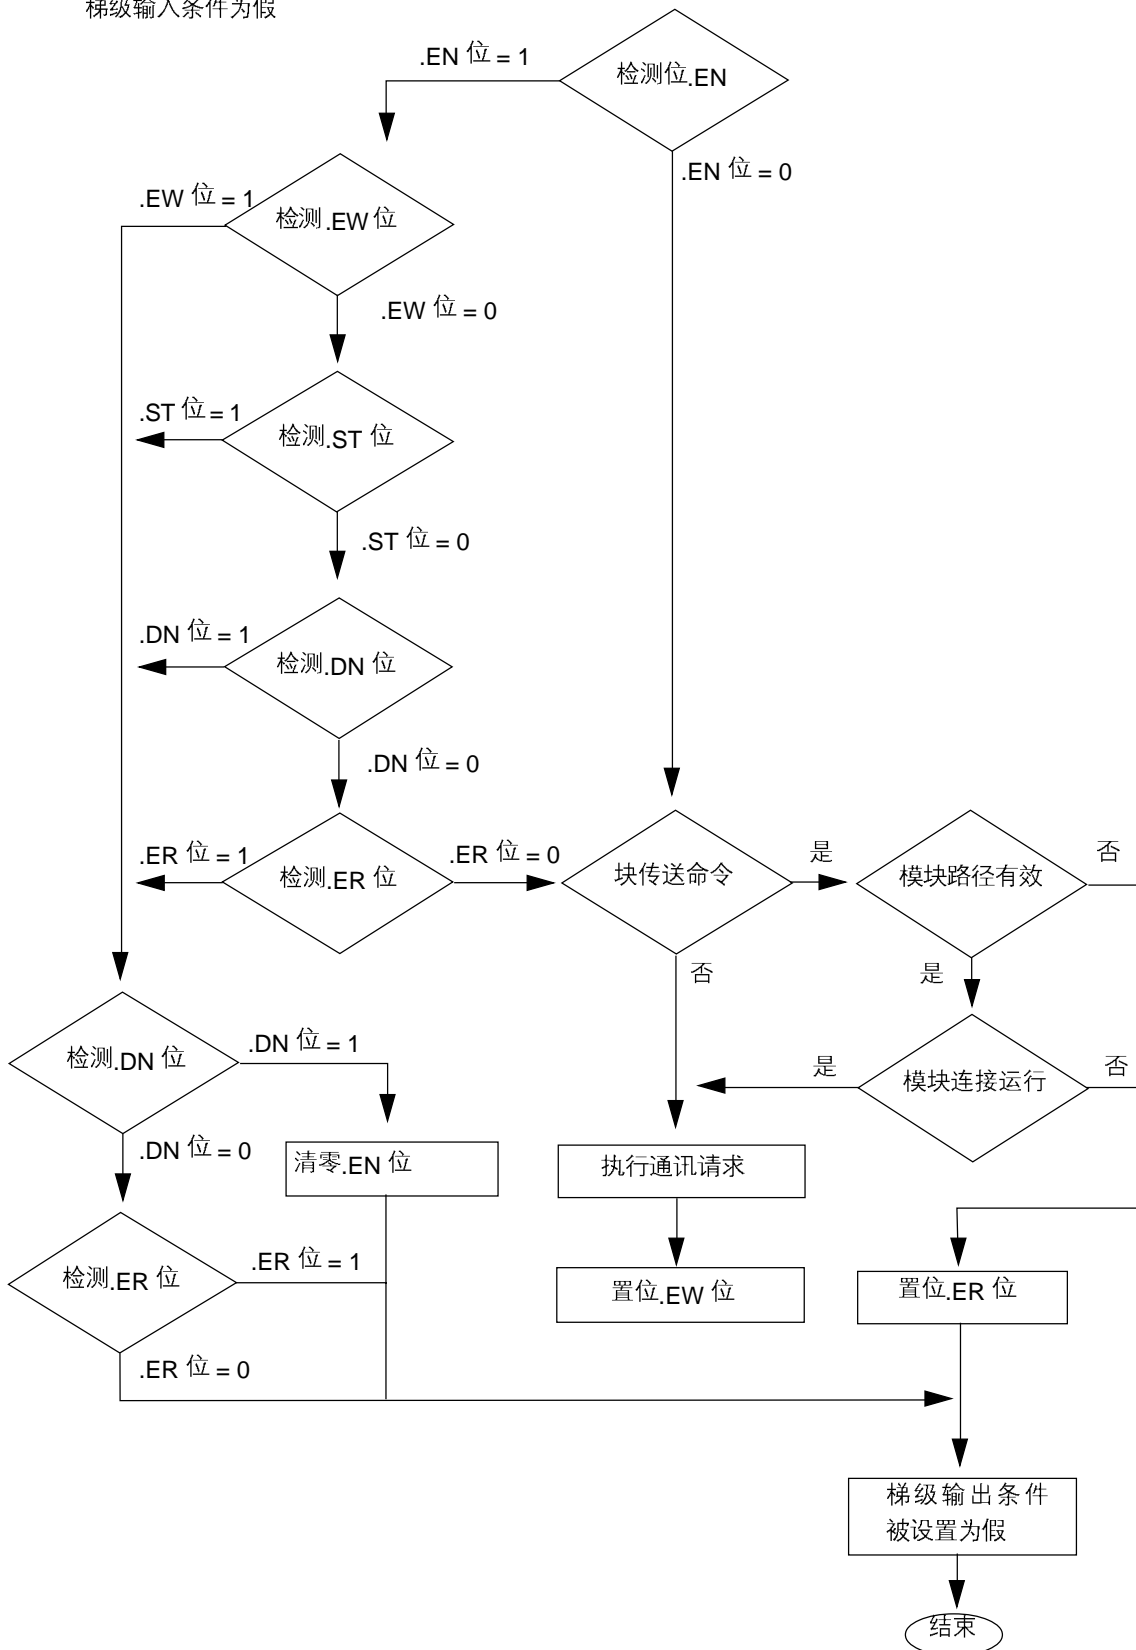 梯级输入条件为假
.EN 位 = 1
检测位.EN
.EN 位 = 0
.EW 位 = 1
检测.EW 位
.EW 位 = 0
.ST 位 = 1
检测.ST 位
.ST 位 = 0
.DN 位 = 1
检测.DN 位
.DN 位 = 0
.ER 位 = 1
检测.ER 位
.ER 位 = 0
块传送命令
是
模块路径有效
否
否
是
检测.DN 位
.DN 位 = 1
是
模块连接运行
否
.DN 位 = 0
清零.EN 位
执行通讯请求
检测.ER 位
.ER 位 = 1
置位.EW 位
置位.ER 位
.ER 位 = 0
梯级输出条件
被设置为假
结束